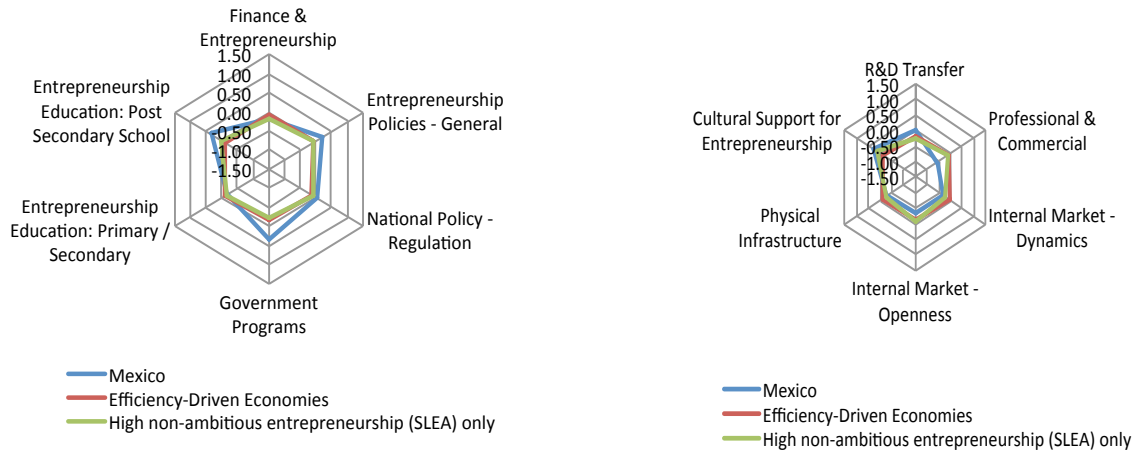 Finance &
Entrepreneurship
1.50
1.00
0.50
0.00
-0.50
-1.00
-1.50
Entrepreneurship
Policies - General
National Policy -
Regulation
Government
Programs
Entrepreneurship
Education: Primary /
Secondary
Entrepreneurship
Education: Post
Secondary School
Mexico
Efficiency-Driven Economies
High non-ambitious entrepreneurship (SLEA) only
R&D Transfer
1.50
1.00
0.50
0.00
-0.50
-1.00
-1.50
Professional &
Commercial
Internal Market -
Dynamics
Internal Market -
Openness
Physical
Infrastructure
Cultural Support for
Entrepreneurship
Mexico
Efficiency-Driven Economies
High non-ambitious entrepreneurship (SLEA) only